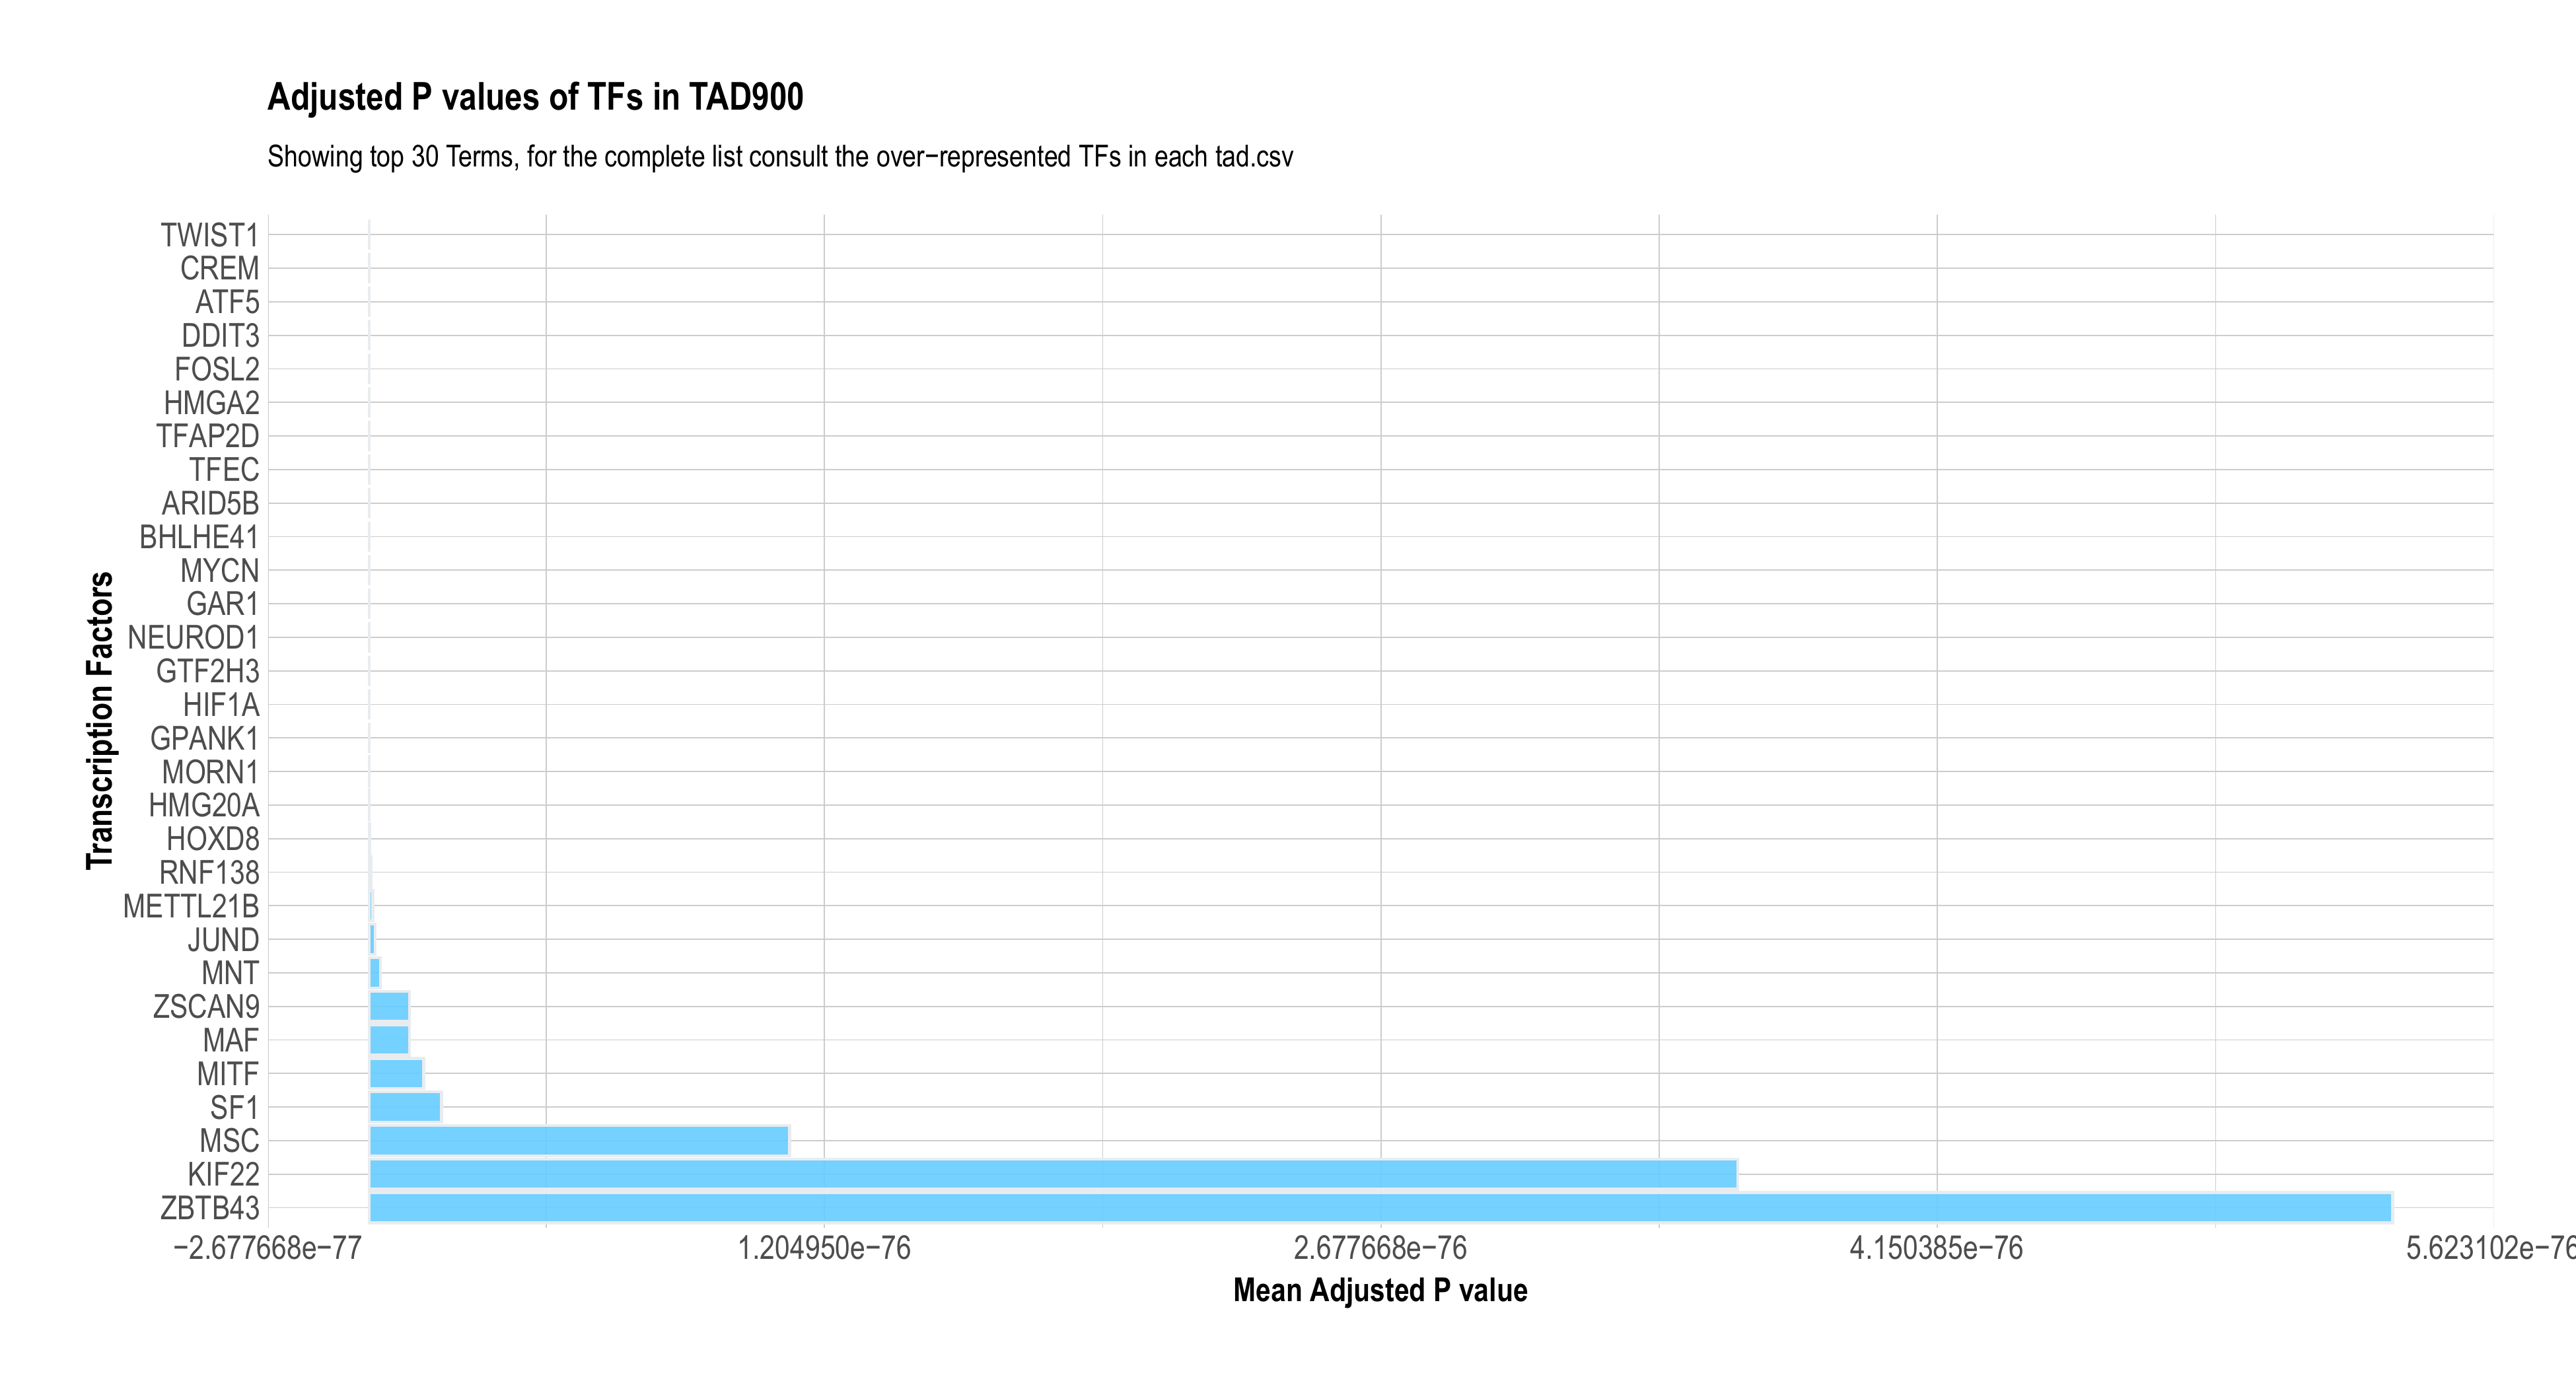 Adjusted P values of TFs in TAD900
Showing top 30 Terms, for the complete list consult the over−represented TFs in each tad.csv
Transcription Factors
TWIST1
CREM
ATF5
DDIT3
FOSL2
HMGA2
TFAP2D
TFEC
ARID5B
BHLHE41
MYCN
GAR1
NEUROD1
GTF2H3
HIF1A
GPANK1
MORN1
HMG20A
HOXD8
RNF138
METTL21B
JUND
MNT
ZSCAN9
MAF
MITF
SF1
MSC
KIF22
ZBTB43
−2.677668e−77 1.204950e−76 2.677668e−76 4.150385e−76 5.623102e−76
Mean Adjusted P value